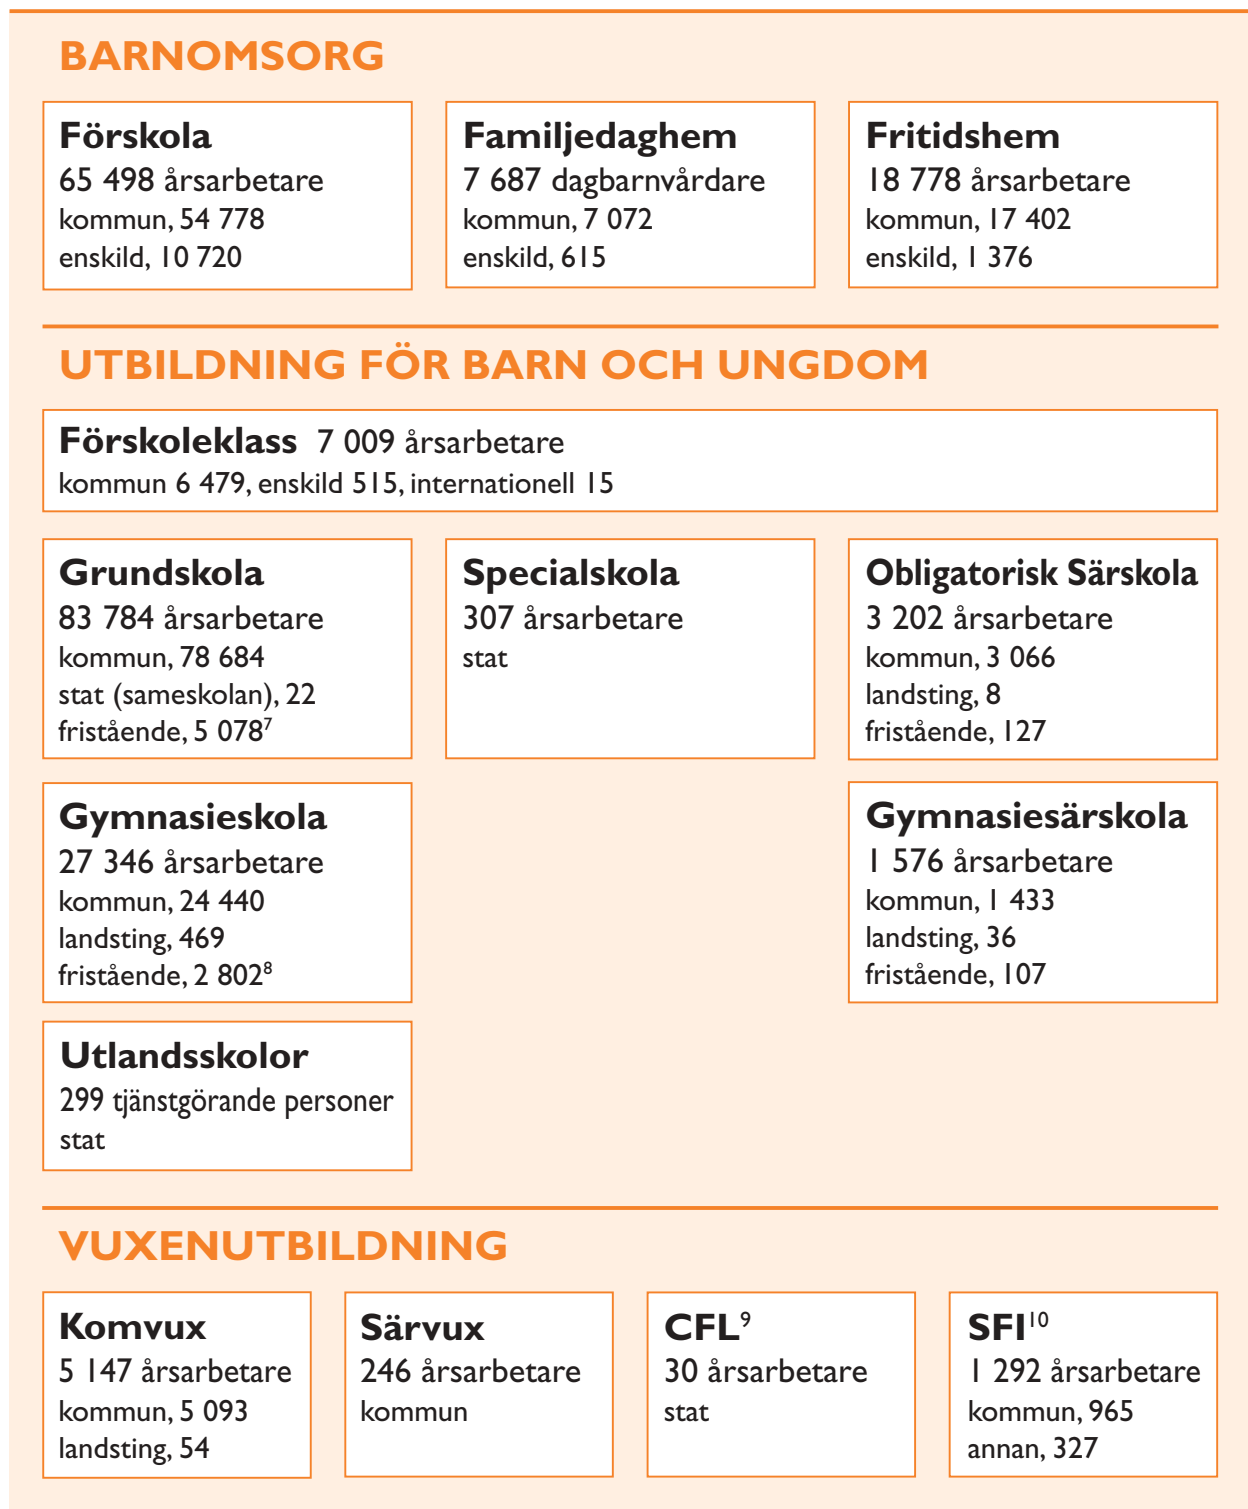 BARNOMSORG
Förskola
65 498 årsarbetare
kommun, 54 778
enskild, 10 720
Familjedaghem
7 687 dagbarnvårdare
kommun, 7 072
enskild, 615
Fritidshem
18 778 årsarbetare
kommun, 17 402
enskild, 1 376
UTBILDNING FÖR BARN OCH UNGDOM
Förskoleklass 7 009 årsarbetare
kommun 6 479, enskild 515, internationell 15
Grundskola
83 784 årsarbetare
kommun, 78 684
stat (sameskolan), 22
fristående, 5 078⁷
Specialskola
307 årsarbetare
stat
Obligatorisk Särskola
3 202 årsarbetare
kommun, 3 066
landsting, 8
fristående, 127
Gymnasieskola
27 346 årsarbetare
kommun, 24 440
landsting, 469
fristående, 2 802⁸
Gymnasiesärskola
1 576 årsarbetare
kommun, 1 433
landsting, 36
fristående, 107
Utlandsskolor
299 tjänstgörande personer
stat
VUXENUTBILDNING
Komvux
5 147 årsarbetare
kommun, 5 093
landsting, 54
Särvux
246 årsarbetare
kommun
CFL⁹
30 årsarbetare
stat
SFI¹⁰
1 292 årsarbetare
kommun, 965
annan, 327